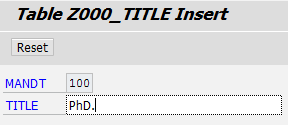 Table Z000_TITLE Insert
Reset
MANDT 100
TITLE PhD.